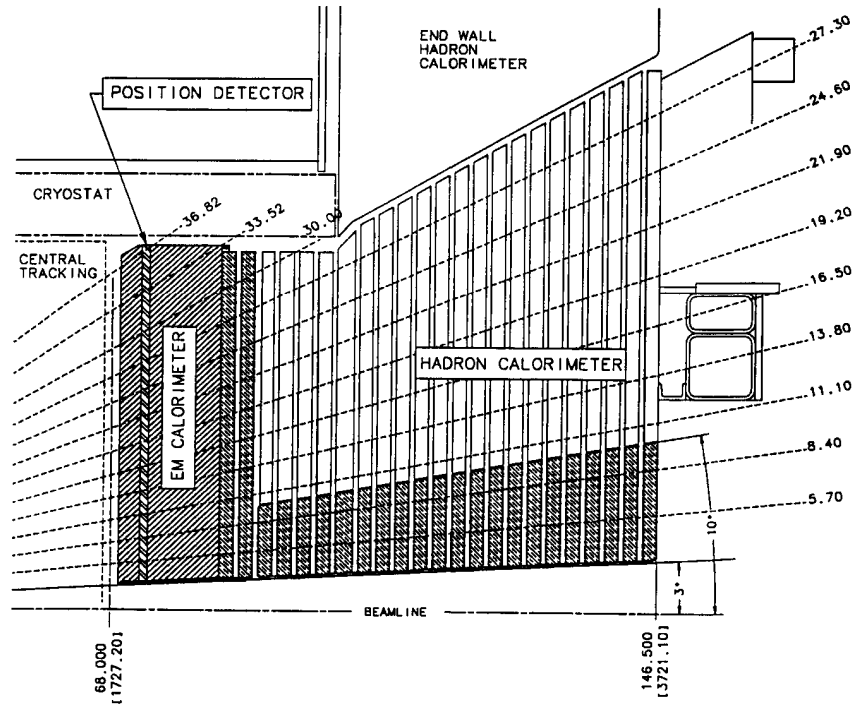 END WALL
HADRON
CALORIMETER
27.30
24.60
21.90
19.20
16.50
13.80
11.10
8.40
5.70
POSITION DETECTOR
CRYOSTAT
36.82
33.52
30.00
CENTRAL
TRACKING
EM CALORIMETER
HADRON CALORIMETER
10°
3°
BEAMLINE
68.000
[1727.20]
146.500
[3721.10]